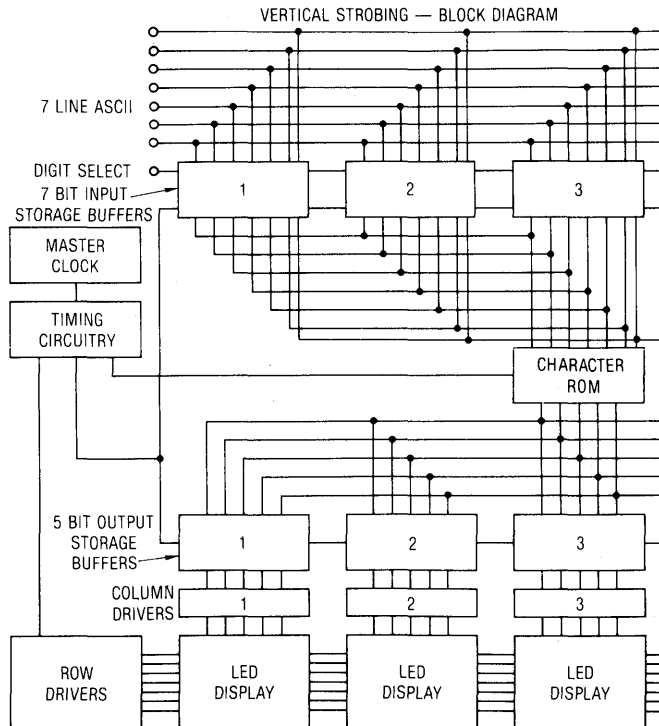 VERTICAL STROBING — BLOCK DIAGRAM
7 LINE ASCII
DIGIT SELECT
7 BIT INPUT
STORAGE BUFFERS
1
2
3
MASTER
CLOCK
TIMING
CIRCUITRY
CHARACTER
ROM
5 BIT OUTPUT
STORAGE
BUFFERS
1
2
3
COLUMN
DRIVERS
1
2
3
ROW
DRIVERS
LED
DISPLAY
LED
DISPLAY
LED
DISPLAY